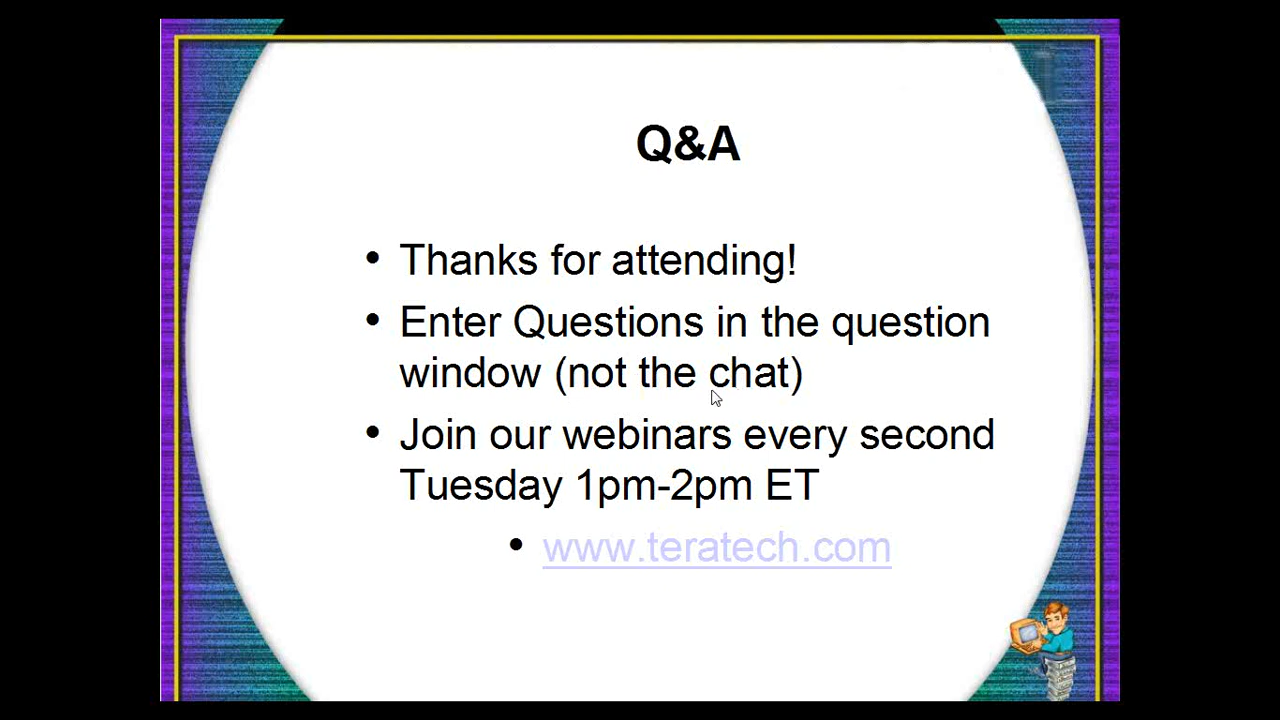 Q&A
• Thanks for attending!
• Enter Questions in the question
window (not the chat)
• Join our webinars every second
Tuesday 1pm-2pm ET
• www.teratech.com